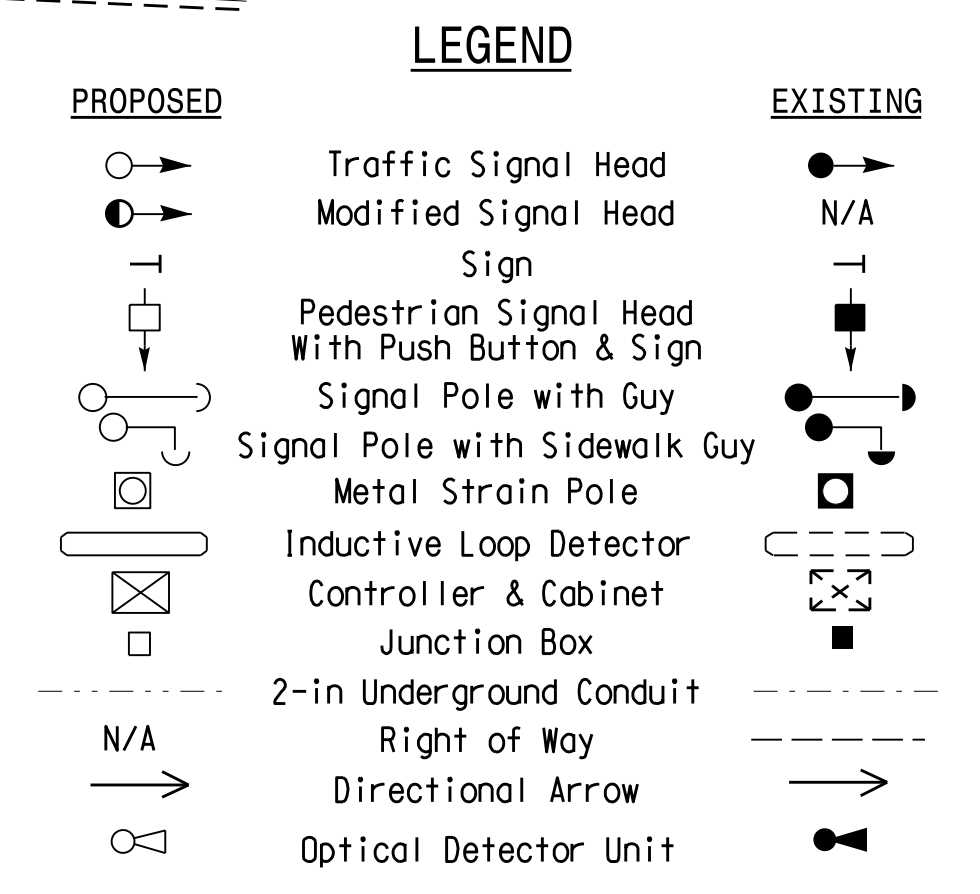 LEGEND
PROPOSED EXISTING
Traffic Signal Head
Modified Signal Head N/A
Sign
Pedestrian Signal Head
With Push Button & Sign
Signal Pole with Guy
Signal Pole with Sidewalk Guy
Metal Strain Pole
Inductive Loop Detector
Controller & Cabinet
Junction Box
2-in Underground Conduit
N/A Right of Way
Directional Arrow
Optical Detector Unit